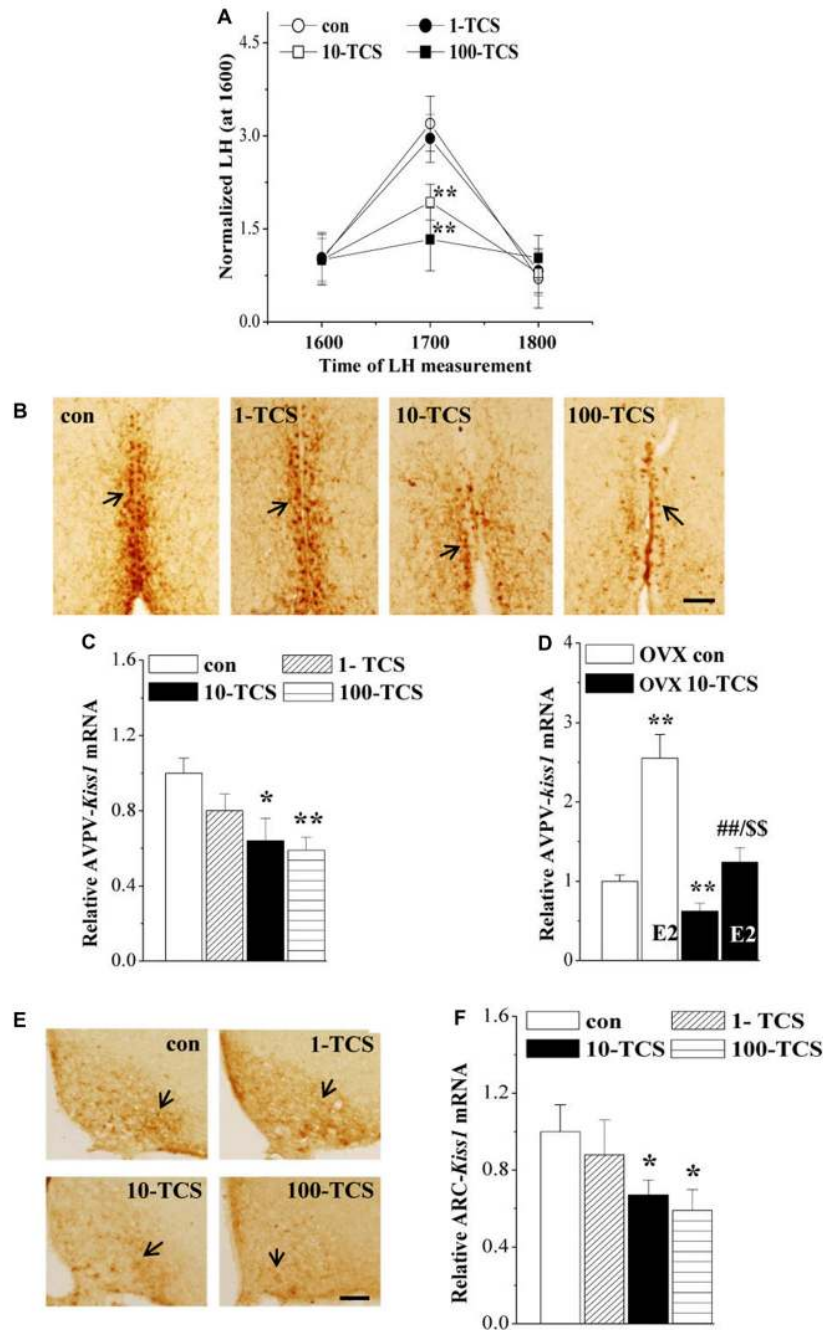 A
con 1-TCS
10-TCS 100-TCS
Normalized LH (at 1600)
4.5
3.0
1.5
0.0
**
**
1600 1700 1800
Time of LH measurement
B
con 1-TCS 10-TCS 100-TCS
C
con 1- TCS
10-TCS 100-TCS
Relative AVPV-Kiss1 mRNA
1.6
1.2
0.8
0.4
0.0
*
**
D
OVX con
OVX 10-TCS
Relative AVPV-kiss1 mRNA
4
3
2
1
0
**
**
##/$$
E2 E2
E
con 1-TCS
10-TCS 100-TCS
F
con 1- TCS
10-TCS 100-TCS
Relative ARC-Kiss1 mRNA
1.6
1.2
0.8
0.4
0.0
*
*